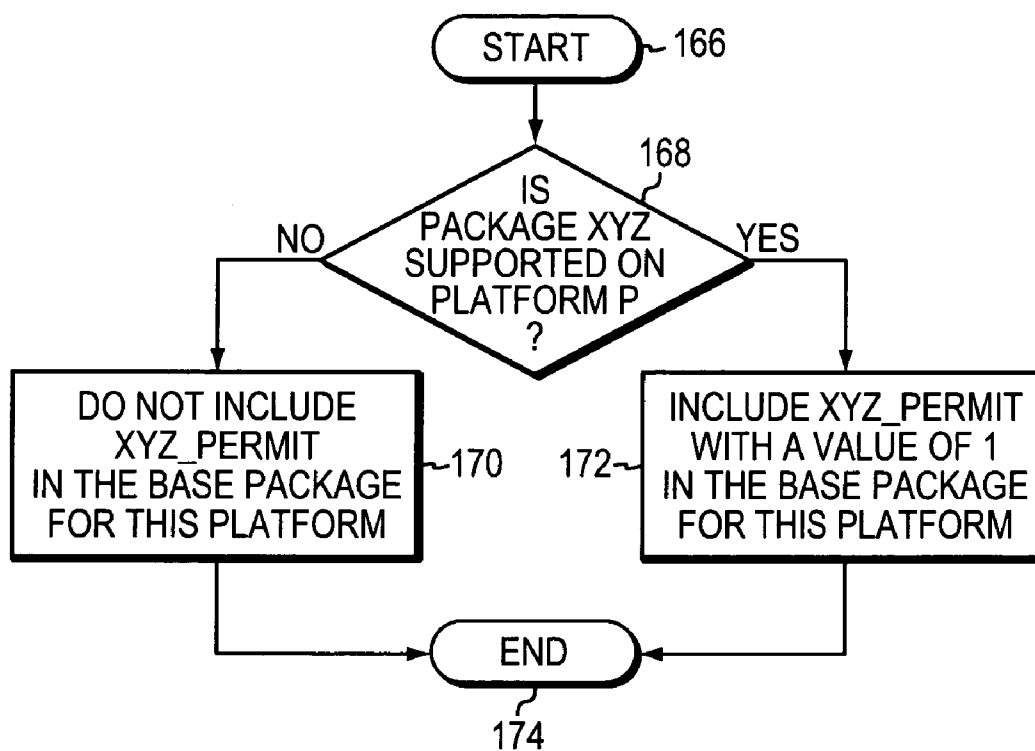 START
166
168
IS
PACKAGE XYZ
SUPPORTED ON
PLATFORM P
?
NO
YES
DO NOT INCLUDE
XYZ_PERMIT
IN THE BASE PACKAGE
FOR THIS PLATFORM
170
172
INCLUDE XYZ_PERMIT
WITH A VALUE OF 1
IN THE BASE PACKAGE
FOR THIS PLATFORM
END
174